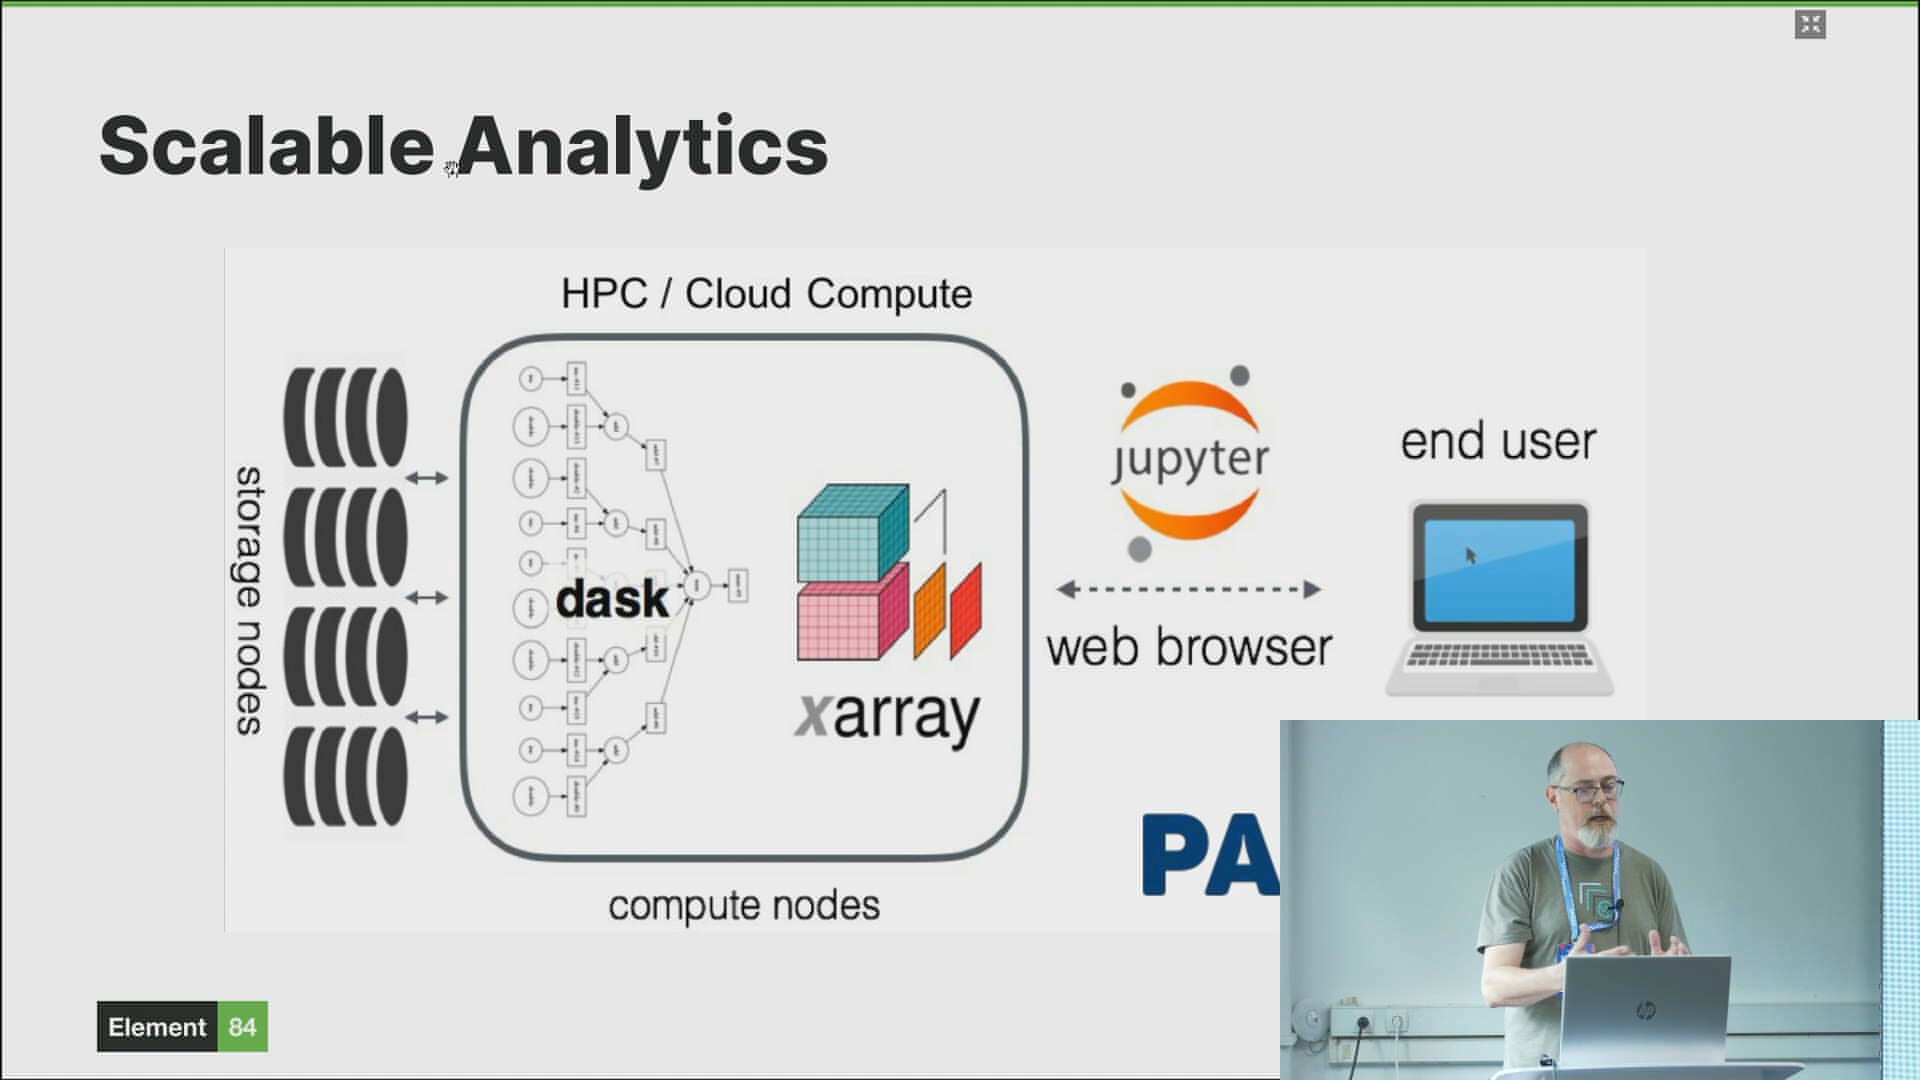 Scalable Analytics
HPC / Cloud Compute
storage nodes
dask
xarray
compute nodes
jupyter
web browser
end user
PA
Element 84
hp